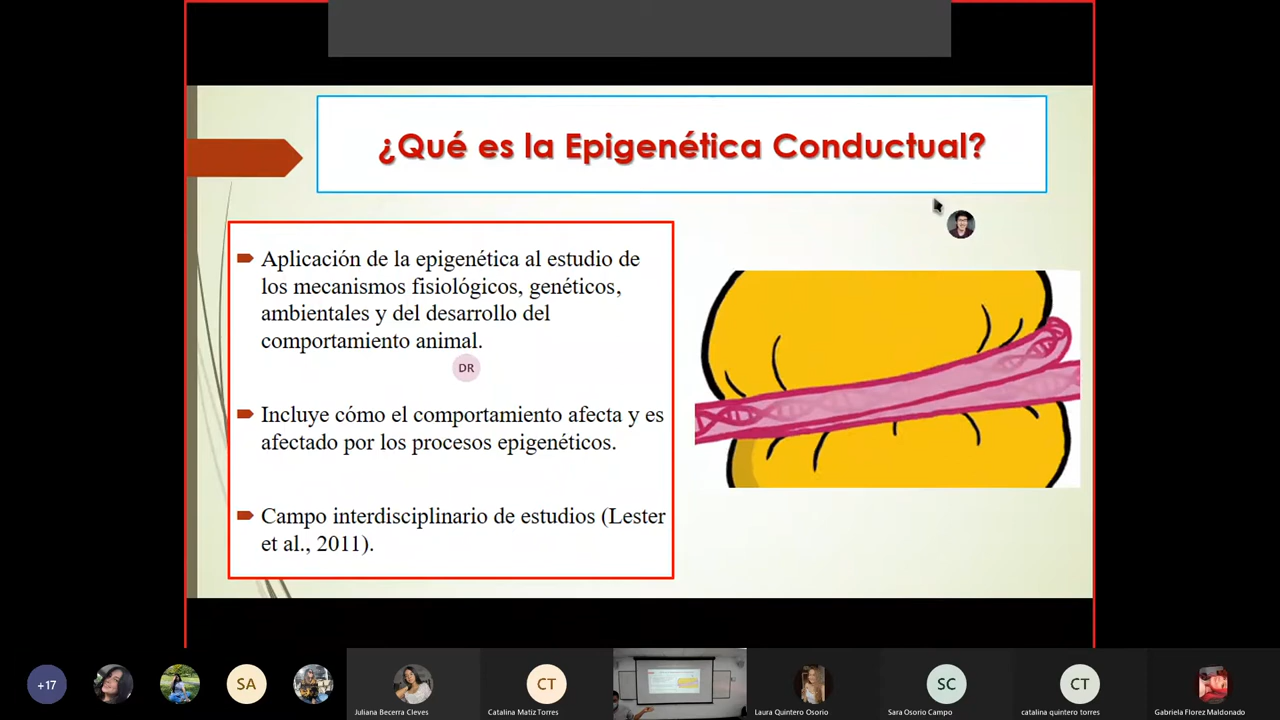 ¿Qué es la Epigenética Conductual?
Aplicación de la epigenética al estudio de
los mecanismos fisiológicos, genéticos,
ambientales y del desarrollo del
comportamiento animal.
DR
Incluye cómo el comportamiento afecta y es
afectado por los procesos epigenéticos.
Campo interdisciplinario de estudios (Lester
et al., 2011).
+17
SA
Juliana Becerra Cleves
CT
Catalina Matiz Torres
Laura Quintero Osorio
SC
Sara Osorio Campo
CT
catalina quintero torres
Gabriela Florez Maldonado